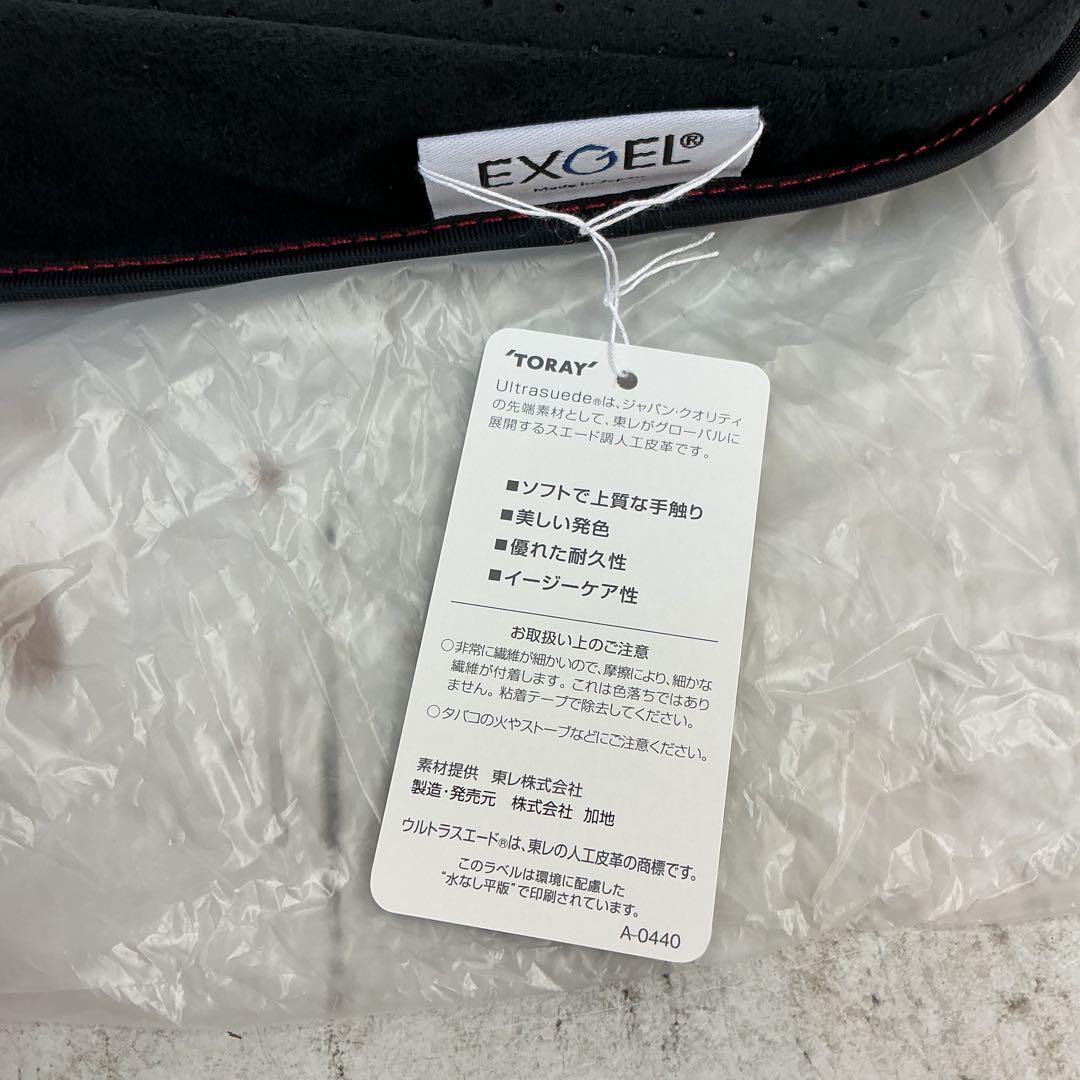 EXGEL®
Made in Japan
'TORAY'
Ultrasuede®は、ジャパン・クオリティ
の先端素材として、東レがグローバルに
展開するスエード調人工皮革です。
■ソフトで上質な手触り
■美しい発色
■優れた耐久性
■イージーケア性
お取扱い上のご注意
○非常に繊維が細かいので、摩擦により、細かな
繊維が付着します。これは色落ちではあり
ません。粘着テープで除去してください。
○タバコの火やストーブなどにご注意ください。
素材提供 東レ株式会社
製造・発売元 株式会社 加地
ウルトラスエード®は、東レの人工皮革の商標です。
このラベルは環境に配慮した
“水なし平版”で印刷されています。
A-0440